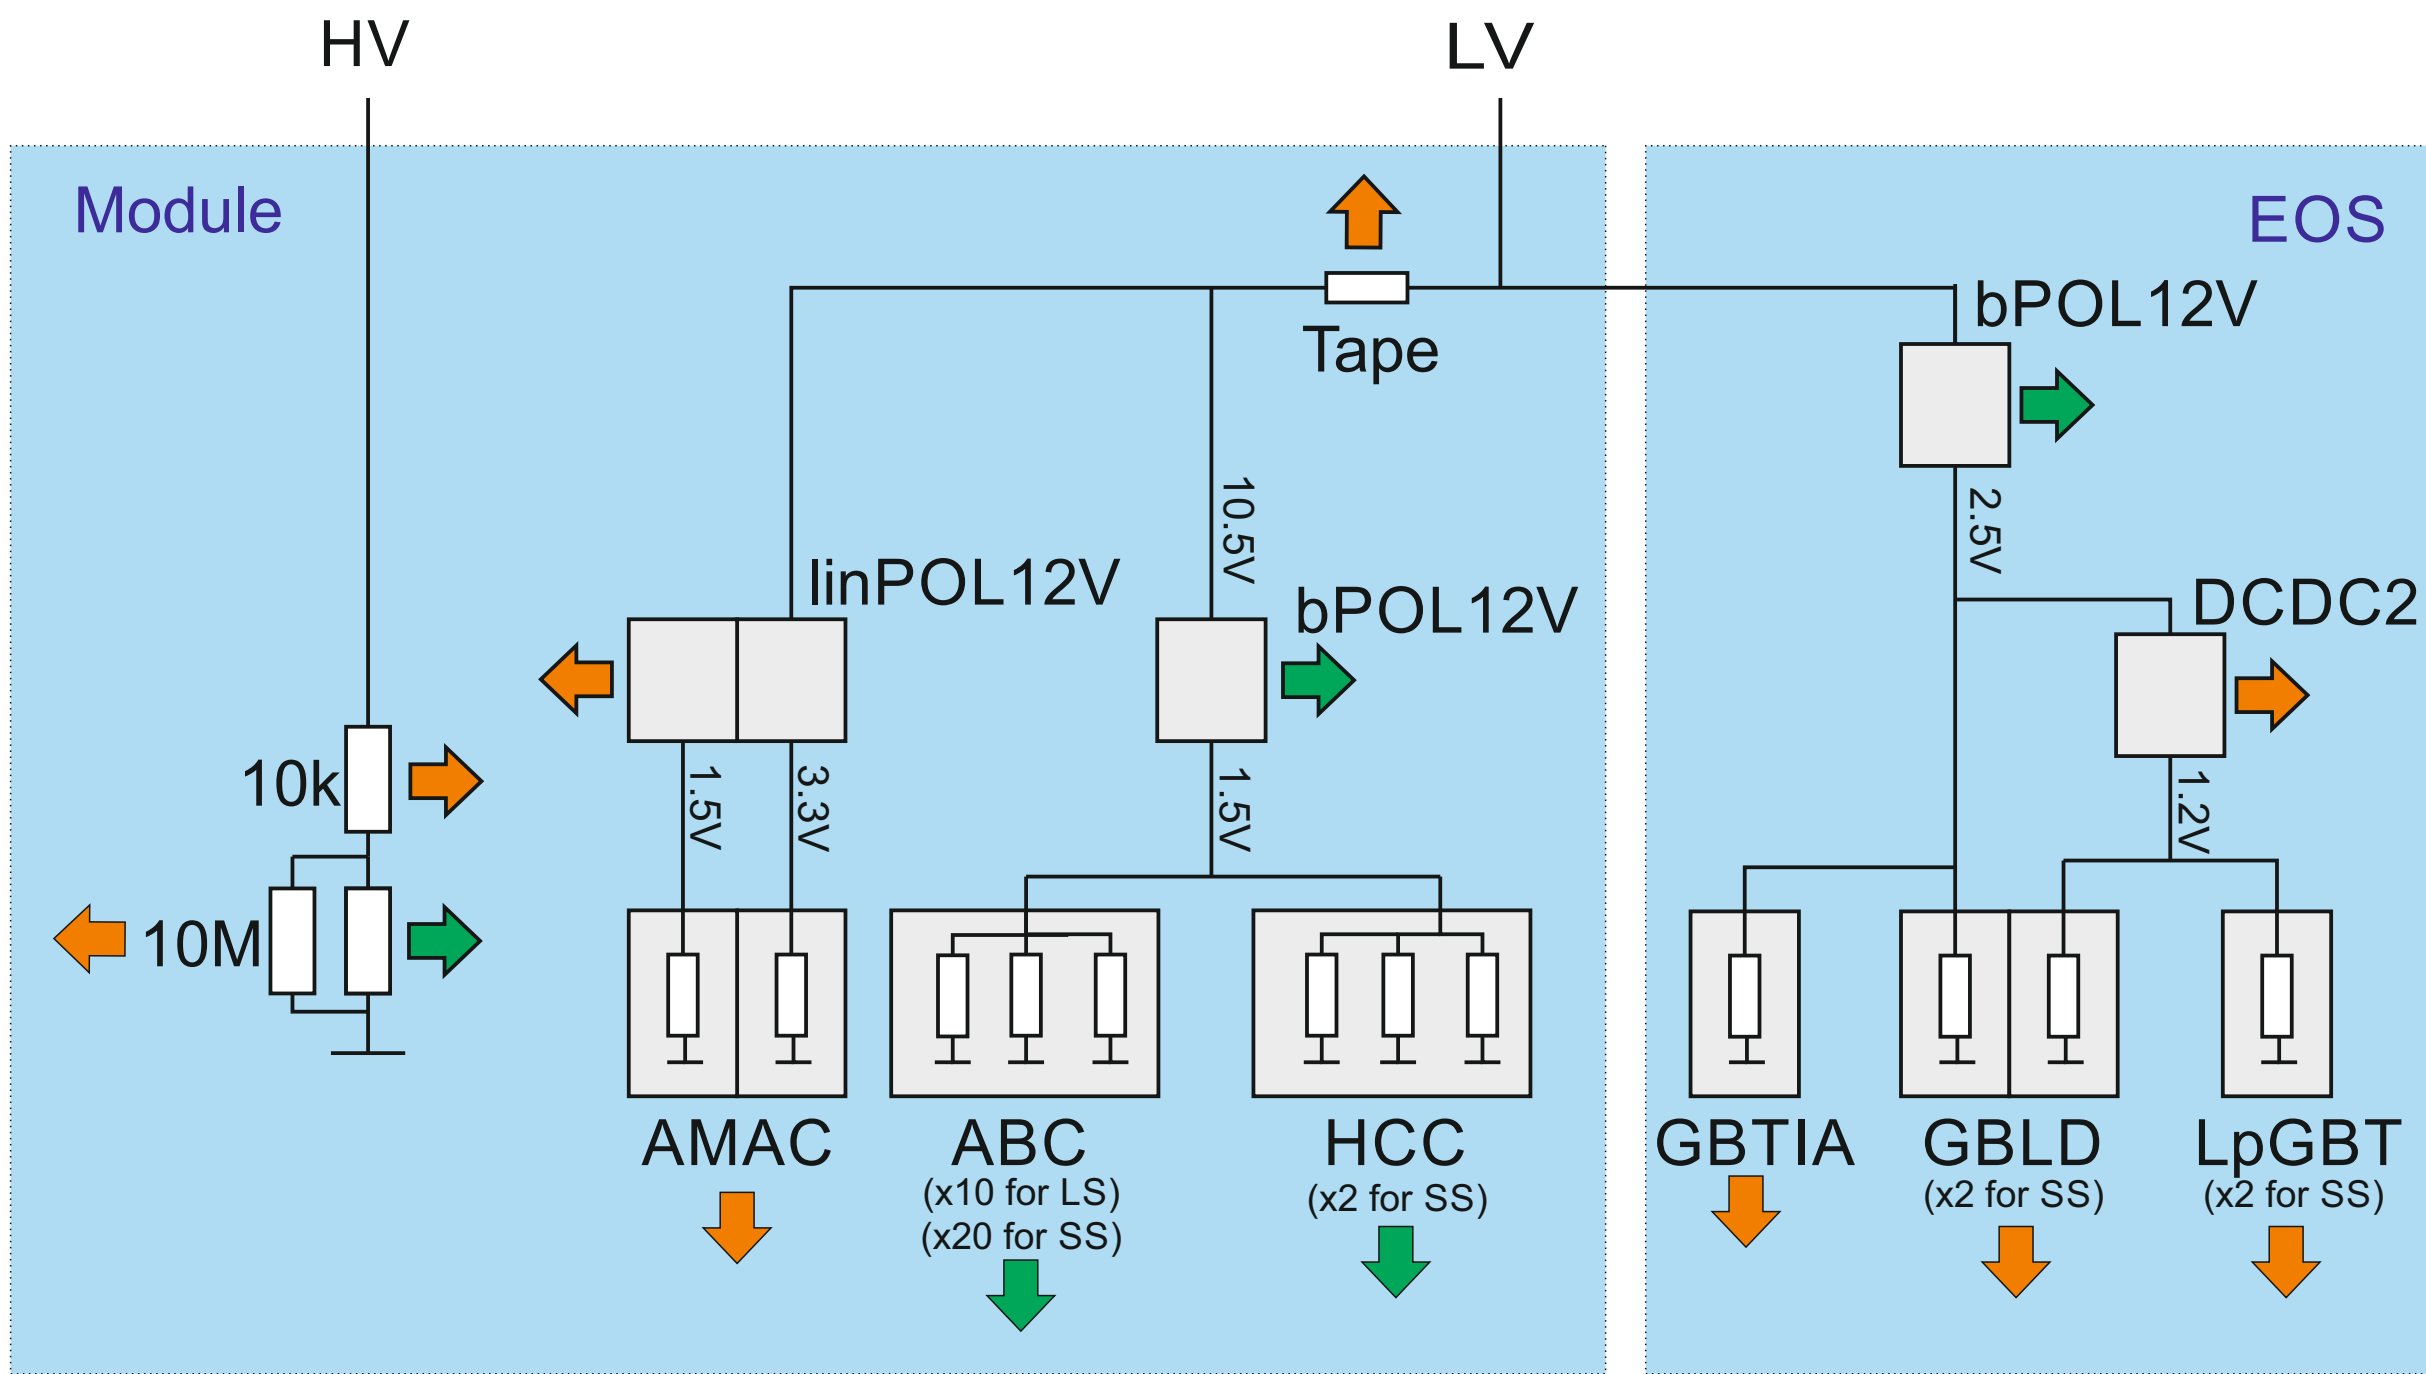 HV
LV
Module
EOS
Tape
bPOL12V
10.5V
2.5V
linPOL12V
bPOL12V
DCDC2
10k
1.5V
3.3V
1.5V
1.2V
10M
AMAC
ABC
(x10 for LS)
(x20 for SS)
HCC
(x2 for SS)
GBTIA
GBLD
(x2 for SS)
LpGBT
(x2 for SS)